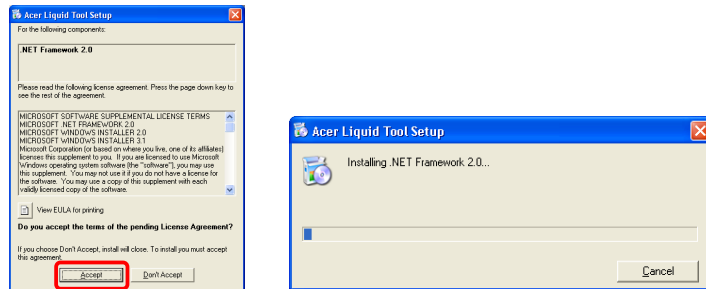 Acer Liquid Tool Setup
For the following components:
.NET Framework 2.0
Please read the following license agreement. Press the page down key to
see the rest of the agreement.
MICROSOFT SOFTWARE SUPPLEMENTAL LICENSE TERMS
MICROSOFT .NET FRAMEWORK 2.0
MICROSOFT WINDOWS INSTALLER 2.0
MICROSOFT WINDOWS INSTALLER 3.1
Microsoft Corporation (or based on where you live, one of its affiliates)
licenses this supplement to you. If you are licensed to use Microsoft
Windows operating system software (the "software"), you may use
this supplement. You may not use it if you do not have a license for
the software. You may use a copy of this supplement with each
validly licensed copy of the software.
View EULA for printing
Do you accept the terms of the pending License Agreement?
If you choose Don't Accept, install will close. To install you must accept
this agreement.
Accept
Don't Accept
Acer Liquid Tool Setup
Installing .NET Framework 2.0...
Cancel